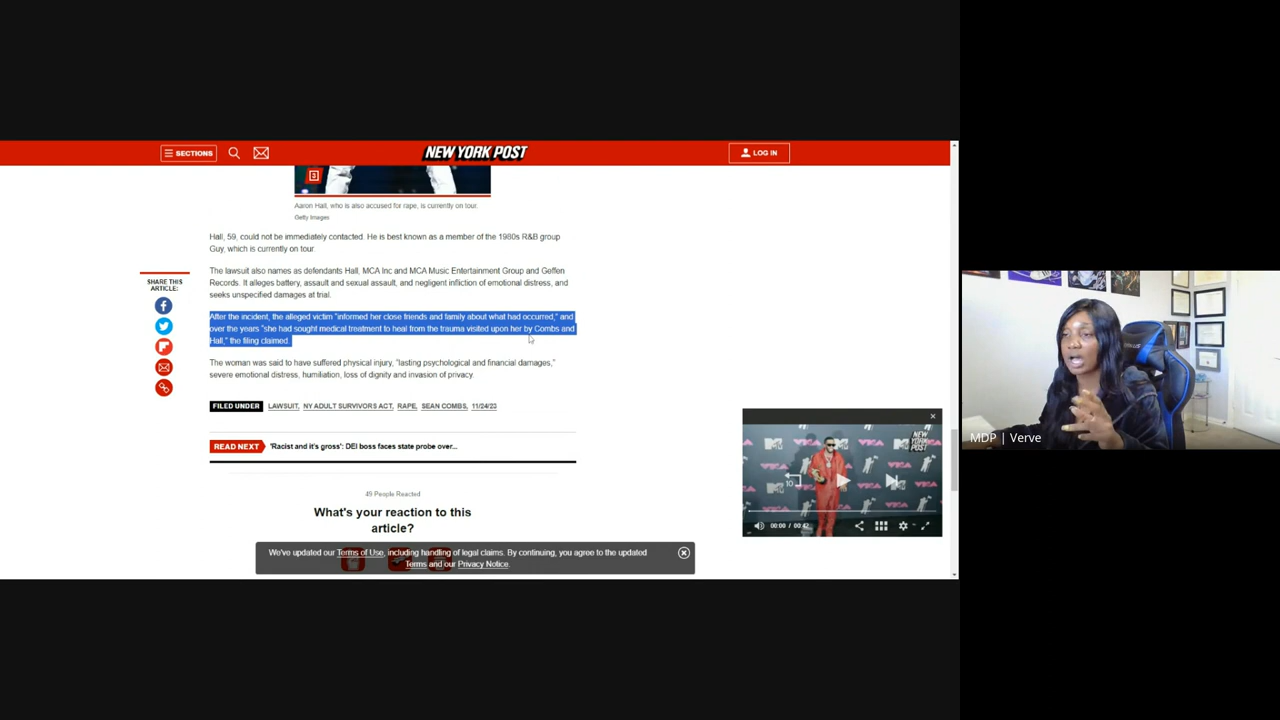 SECTIONS
NEW YORK POST
LOG IN
3
Aaron Hall, who is also accused for rape, is currently on tour.
Getty Images
Hall, 59, could not be immediately contacted. He is best known as a member of the 1980s R&B group
Guy, which is currently on tour.
The lawsuit also names as defendants Hall, MCA Inc and MCA Music Entertainment Group and Geffen
Records. It alleges battery, assault and sexual assault, and negligent infliction of emotional distress, and
seeks unspecified damages at trial.
SHARE THIS
ARTICLE:
After the incident, the alleged victim "informed her close friends and family about what had occurred," and
over the years "she had sought medical treatment to heal from the trauma visited upon her by Combs and
Hall," the filing claimed.
The woman was said to have suffered physical injury, "lasting psychological and financial damages,"
severe emotional distress, humiliation, loss of dignity and invasion of privacy.
FILED UNDER LAWSUIT, NY ADULT SURVIVORS ACT, RAPE, SEAN COMBS, 11/24/23
READ NEXT 'Racist and it's gross': DEI boss faces state probe over...
49 People Reacted
What's your reaction to this
article?
We've updated our Terms of Use, including handling of legal claims. By continuing, you agree to the updated
Terms and our Privacy Notice.
NEW YORK POST
10
00:00 / 00:47
MDP | Verve